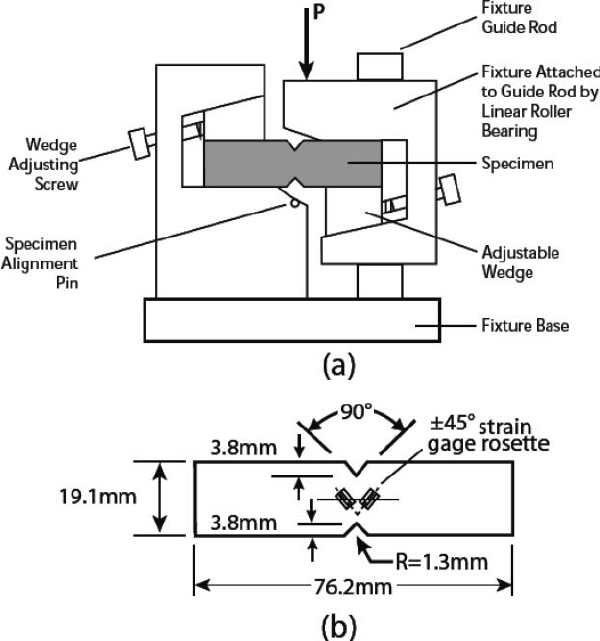 P
Fixture
Guide Rod
Fixture Attached
to Guide Rod by
Linear Roller
Bearing
Wedge
Adjusting
Screw
Specimen
Specimen
Alignment
Pin
Adjustable
Wedge
Fixture Base
(a)
90°
±45° strain
gage rosette
3.8mm
19.1mm
3.8mm
R=1.3mm
76.2mm
(b)